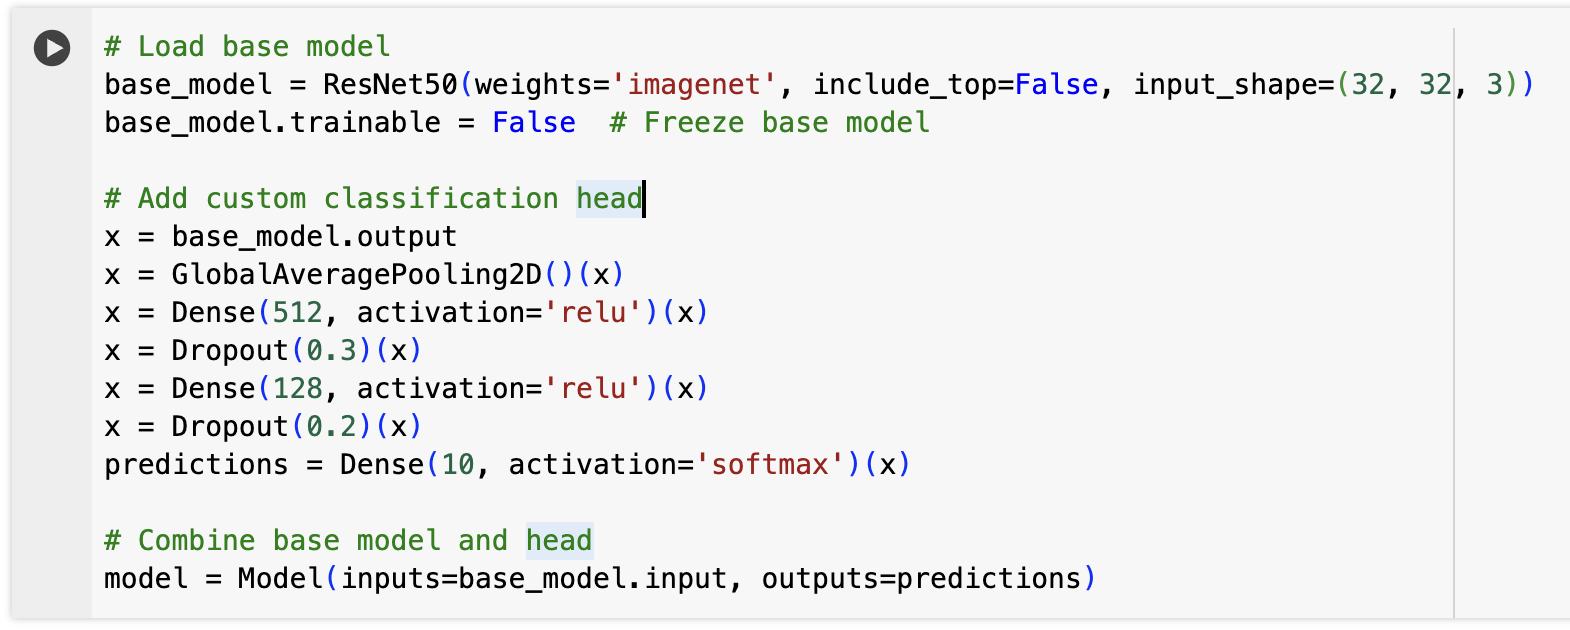 # Load base model
base_model = ResNet50(weights='imagenet', include_top=False, input_shape=(32, 32, 3))
base_model.trainable = False  # Freeze base model
# Add custom classification head
x = base_model.output
x = GlobalAveragePooling2D()(x)
x = Dense(512, activation='relu')(x)
x = Dropout(0.3)(x)
x = Dense(128, activation='relu')(x)
x = Dropout(0.2)(x)
predictions = Dense(10, activation='softmax')(x)
# Combine base model and head
model = Model(inputs=base_model.input, outputs=predictions)